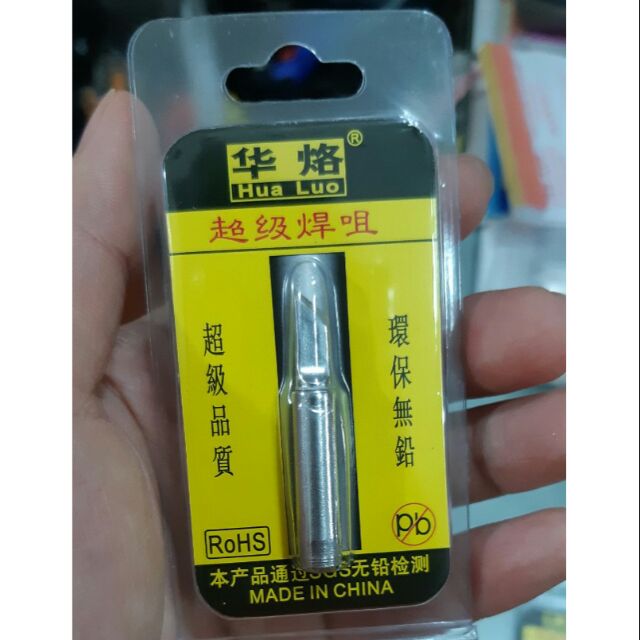 华烙®
Hua Luo
超级焊咀
超級品質
環保無鉛
RoHS
pb
本产品通过SGS无铅检测
MADE IN CHINA